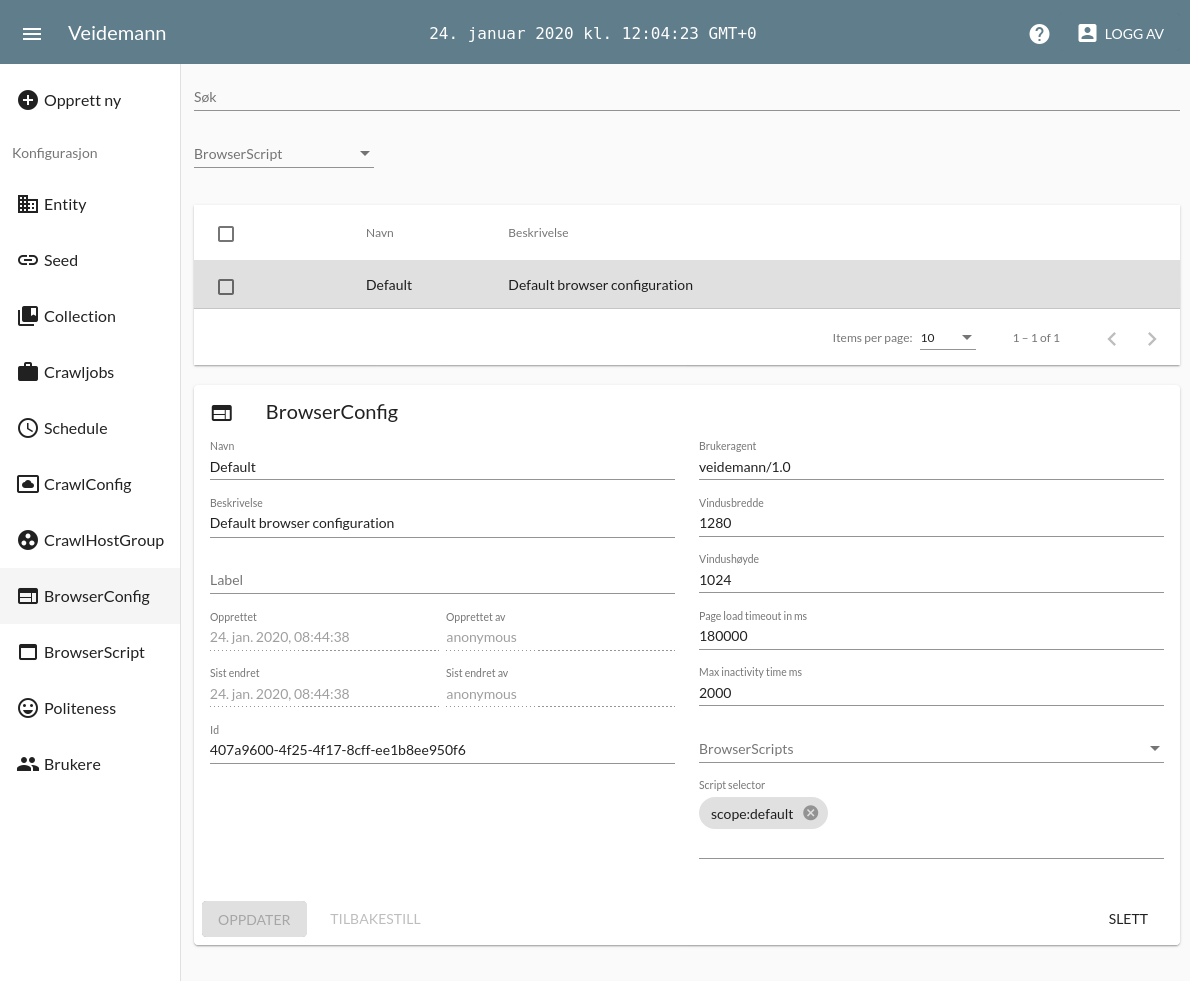 Veidemann
24. januar 2020 kl. 12:04:23 GMT+0
LOGG AV
Opprett ny
Konfigurasjon
Entity
Seed
Collection
Crawljobs
Schedule
CrawlConfig
CrawlHostGroup
BrowserConfig
BrowserScript
Politeness
Brukere
Søk
BrowserScript
Navn Beskrivelse
Default Default browser configuration
Items per page: 10 1 – 1 of 1
BrowserConfig
Navn
Default
Beskrivelse
Default browser configuration
Label
Opprettet Opprettet av
24. jan. 2020, 08:44:38 anonymous
Sist endret Sist endret av
24. jan. 2020, 08:44:38 anonymous
Id
407a9600-4f25-4f17-8cff-ee1b8ee950f6
Brukeragent
veidemann/1.0
Vindusbredde
1280
Vindushøyde
1024
Page load timeout in ms
180000
Max inactivity time ms
2000
BrowserScripts
Script selector
scope:default
OPPDATER TILBAKESTILL SLETT